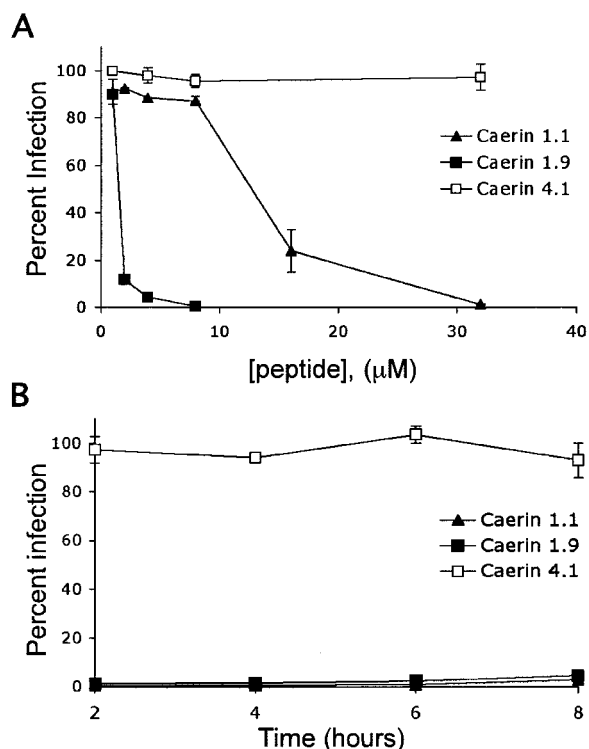 A
Percent Infection
100
80
60
40
20
0
Caerin 1.1
Caerin 1.9
Caerin 4.1
0 10 20 30 40
[peptide], (μM)
B
Percent infection
100
80
60
40
20
0
Caerin 1.1
Caerin 1.9
Caerin 4.1
2 4 6 8
Time (hours)